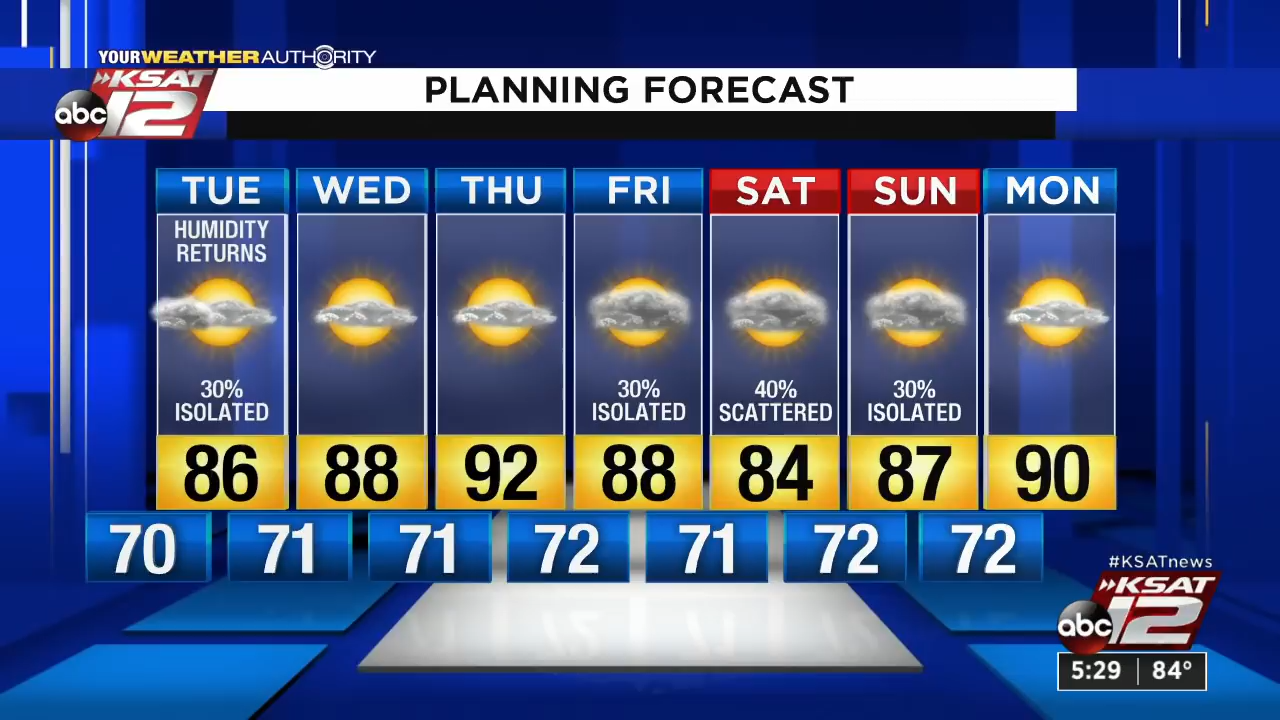 YOURWEATHERAUTHORITY
KSAT
abc 12
PLANNING FORECAST
TUE WED THU FRI SAT SUN MON
HUMIDITY
RETURNS
30% 30% 40% 30%
ISOLATED ISOLATED SCATTERED ISOLATED
86 88 92 88 84 87 90
70 71 71 72 71 72 72
#KSATnews
KSAT
abc 12
5:29 84°